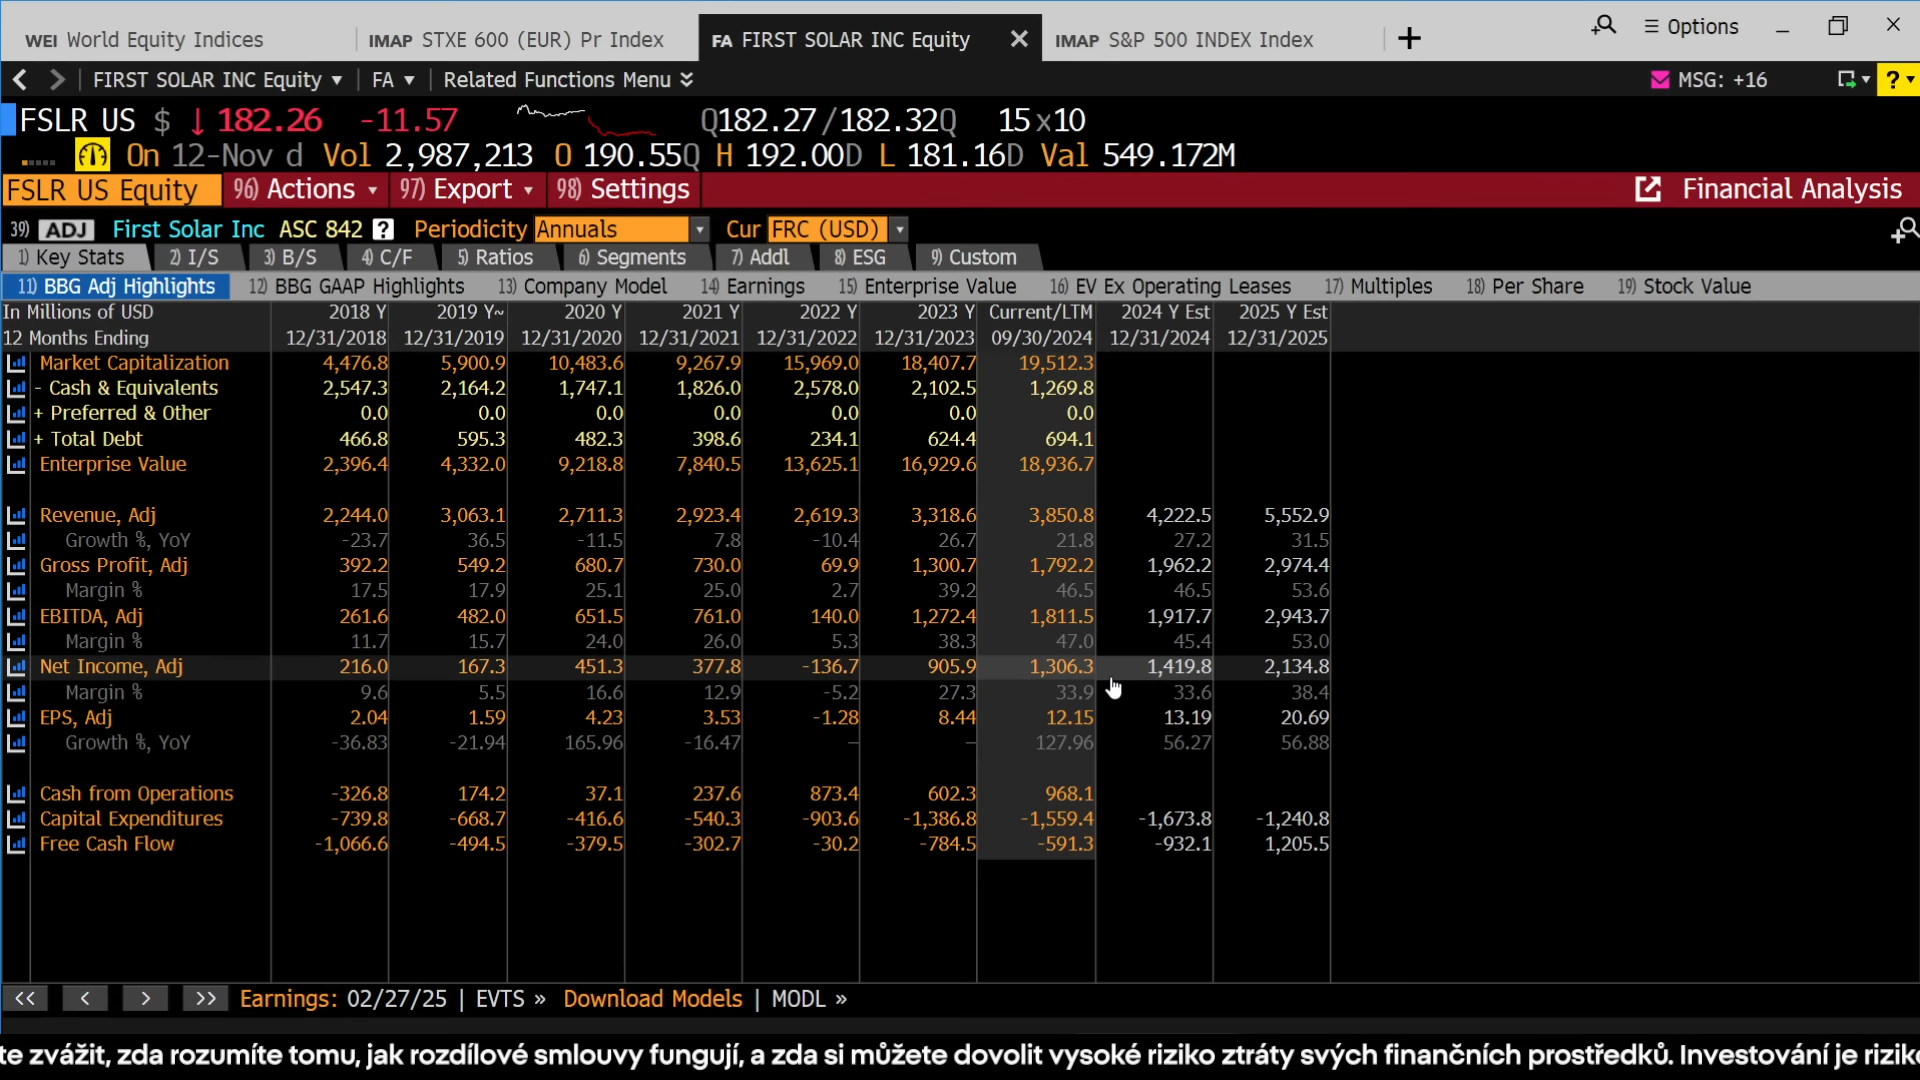 WEI World Equity Indices
IMAP STXE 600 (EUR) Pr Index
FA FIRST SOLAR INC Equity
IMAP S&P 500 INDEX Index
Options
FIRST SOLAR INC Equity
FA
Related Functions Menu
MSG: +16
?
FSLR US $ ↓ 182.26 -11.57 Q182.27/182.32Q 15x10
On 12-Nov d Vol 2,987,213 O 190.55Q H 192.00D L 181.16D Val 549.172M
FSLR US Equity 96) Actions 97) Export 98) Settings Financial Analysis
39) ADJ First Solar Inc ASC 842 ? Periodicity Annuals Cur FRC (USD)
1) Key Stats 2) I/S 3) B/S 4) C/F 5) Ratios 6) Segments 7) Addl 8) ESG 9) Custom
11) BBG Adj Highlights 12) BBG GAAP Highlights 13) Company Model 14) Earnings 15) Enterprise Value 16) EV Ex Operating Leases 17) Multiples 18) Per Share 19) Stock Value
In Millions of USD 2018 Y 2019 Y~ 2020 Y 2021 Y 2022 Y 2023 Y Current/LTM 2024 Y Est 2025 Y Est
12 Months Ending 12/31/2018 12/31/2019 12/31/2020 12/31/2021 12/31/2022 12/31/2023 09/30/2024 12/31/2024 12/31/2025
Market Capitalization 4,476.8 5,900.9 10,483.6 9,267.9 15,969.0 18,407.7 19,512.3
- Cash & Equivalents 2,547.3 2,164.2 1,747.1 1,826.0 2,578.0 2,102.5 1,269.8
+ Preferred & Other 0.0 0.0 0.0 0.0 0.0 0.0 0.0
+ Total Debt 466.8 595.3 482.3 398.6 234.1 624.4 694.1
Enterprise Value 2,396.4 4,332.0 9,218.8 7,840.5 13,625.1 16,929.6 18,936.7
Revenue, Adj 2,244.0 3,063.1 2,711.3 2,923.4 2,619.3 3,318.6 3,850.8 4,222.5 5,552.9
Growth %, YoY -23.7 36.5 -11.5 7.8 -10.4 26.7 21.8 27.2 31.5
Gross Profit, Adj 392.2 549.2 680.7 730.0 69.9 1,300.7 1,792.2 1,962.2 2,974.4
Margin % 17.5 17.9 25.1 25.0 2.7 39.2 46.5 46.5 53.6
EBITDA, Adj 261.6 482.0 651.5 761.0 140.0 1,272.4 1,811.5 1,917.7 2,943.7
Margin % 11.7 15.7 24.0 26.0 5.3 38.3 47.0 45.4 53.0
Net Income, Adj 216.0 167.3 451.3 377.8 -136.7 905.9 1,306.3 1,419.8 2,134.8
Margin % 9.6 5.5 16.6 12.9 -5.2 27.3 33.9 33.6 38.4
EPS, Adj 2.04 1.59 4.23 3.53 -1.28 8.44 12.15 13.19 20.69
Growth %, YoY -36.83 -21.94 165.96 -16.47 — — 127.96 56.27 56.88
Cash from Operations -326.8 174.2 37.1 237.6 873.4 602.3 968.1
Capital Expenditures -739.8 -668.7 -416.6 -540.3 -903.6 -1,386.8 -1,559.4 -1,673.8 -1,240.8
Free Cash Flow -1,066.6 -494.5 -379.5 -302.7 -30.2 -784.5 -591.3 -932.1 1,205.5
<< < > >> Earnings: 02/27/25 | EVTS » Download Models | MODL »
te zvážit, zda rozumíte tomu, jak rozdílové smlouvy fungují, a zda si můžete dovolit vysoké riziko ztráty svých finančních prostředků. Investování je rizik